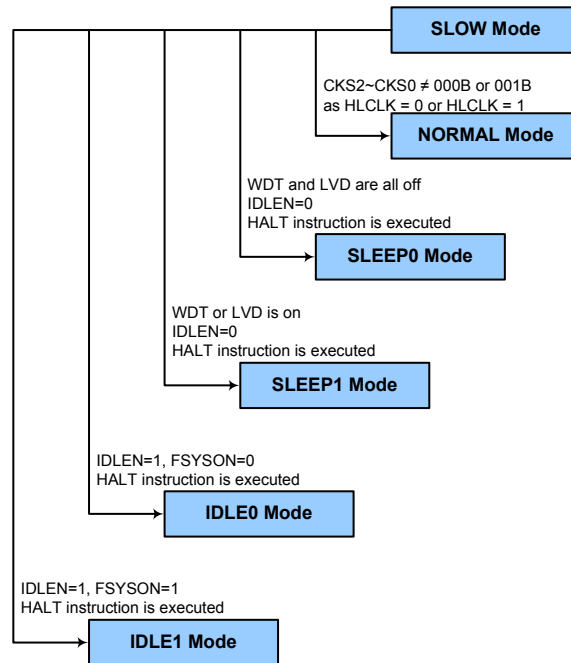 SLOW Mode
CKS2~CKS0 ≠ 000B or 001B
as HLCLK = 0 or HLCLK = 1
NORMAL Mode
WDT and LVD are all off
IDLEN=0
HALT instruction is executed
SLEEP0 Mode
WDT or LVD is on
IDLEN=0
HALT instruction is executed
SLEEP1 Mode
IDLEN=1, FSYSON=0
HALT instruction is executed
IDLE0 Mode
IDLEN=1, FSYSON=1
HALT instruction is executed
IDLE1 Mode